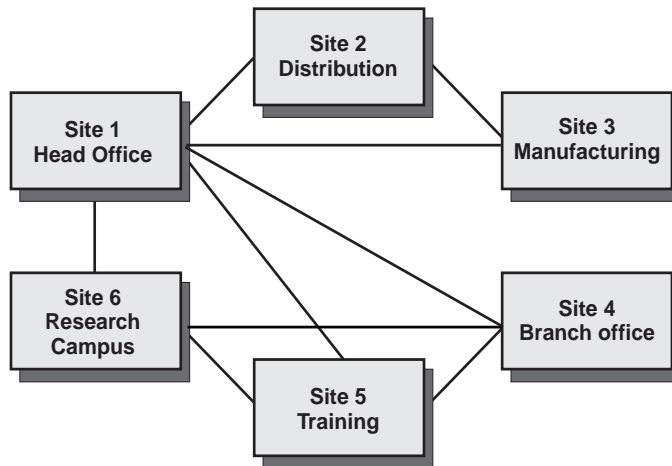 Site 2
Distribution
Site 1
Head Office
Site 3
Manufacturing
Site 6
Research
Campus
Site 4
Branch office
Site 5
Training